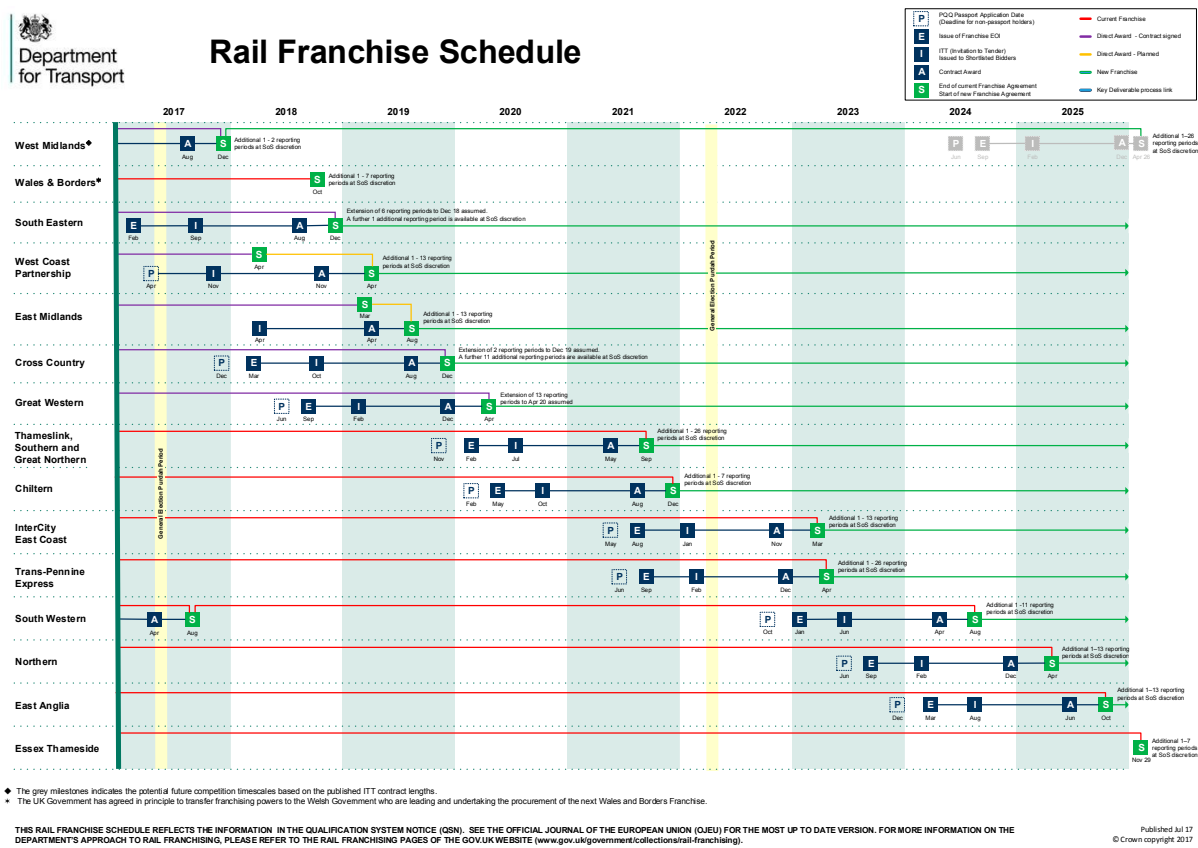 Department
for Transport
Rail Franchise Schedule
P
PQQ Passport Application Date
(Deadline for non-passport holders)
E
Issue of Franchise EOI
I
ITT (Invitation to Tender)
Issued to Shortlisted Bidders
A
Contract Award
S
End of current Franchise Agreement
Start of new Franchise Agreement
Current Franchise
Direct Award - Contract signed
Direct Award - Planned
New Franchise
Key Deliverable process link
2017 2018 2019 2020 2021 2022 2023 2024 2025
West Midlands◆
A S
Aug Dec
Additional 1 - 2 reporting
periods at SoS discretion
P E I A S
Jun Sep Feb Dec Apr 26
Additional 1–26
reporting periods
at SoS discretion
Wales & Borders*
S
Oct
Additional 1 - 7 reporting
periods at SoS discretion
South Eastern
E I A S
Feb Sep Aug Dec
Extension of 6 reporting periods to Dec 18 assumed.
A further 1 additional reporting period is available at SoS discretion
West Coast
Partnership
S
Apr
P I A S
Apr Nov Nov Apr
Additional 1 - 13 reporting
periods at SoS discretion
East Midlands
S
Mar
I A S
Apr Apr Aug
Additional 1 - 13 reporting
periods at SoS discretion
Cross Country
P E I A S
Dec Mar Oct Aug Dec
Extension of 2 reporting periods to Dec 19 assumed.
A further 11 additional reporting periods are available at SoS discretion
Great Western
P E I A S
Jun Sep Feb Dec Apr
Extension of 13 reporting
periods to Apr 20 assumed
Thameslink,
Southern and
Great Northern
P E I A S
Nov Feb Jul May Sep
Additional 1 - 26 reporting
periods at SoS discretion
Chiltern
P E I A S
Feb May Oct Aug Dec
Additional 1 - 7 reporting
periods at SoS discretion
InterCity
East Coast
P E I A S
May Aug Jan Nov Mar
Additional 1 - 13 reporting
periods at SoS discretion
Trans-Pennine
Express
P E I A S
Jun Sep Feb Dec Apr
Additional 1 - 26 reporting
periods at SoS discretion
South Western
A S
Apr Aug
P E I A S
Oct Jan Jun Apr Aug
Additional 1 -11 reporting
periods at SoS discretion
Northern
P E I A S
Jun Sep Feb Dec Apr
Additional 1–13 reporting
periods at SoS discretion
East Anglia
P E I A S
Dec Mar Aug Jun Oct
Additional 1–13 reporting
periods at SoS discretion
Essex Thameside
S
Nov 29
Additional 1–7
reporting periods
at SoS discretion
General Election Purdah Period
General Election Purdah Period
◆ The grey milestones indicates the potential future competition timescales based on the published ITT contract lengths.
* The UK Government has agreed in principle to transfer franchising powers to the Welsh Government who are leading and undertaking the procurement of the next Wales and Borders Franchise.
THIS RAIL FRANCHISE SCHEDULE REFLECTS THE INFORMATION IN THE QUALIFICATION SYSTEM NOTICE (QSN). SEE THE OFFICIAL JOURNAL OF THE EUROPEAN UNION (OJEU) FOR THE MOST UP TO DATE VERSION. FOR MORE INFORMATION ON THE
DEPARTMENT'S APPROACH TO RAIL FRANCHISING, PLEASE REFER TO THE RAIL FRANCHISING PAGES OF THE GOV.UK WEBSITE (www.gov.uk/government/collections/rail-franchising).
Published Jul 17
© Crown copyright 2017